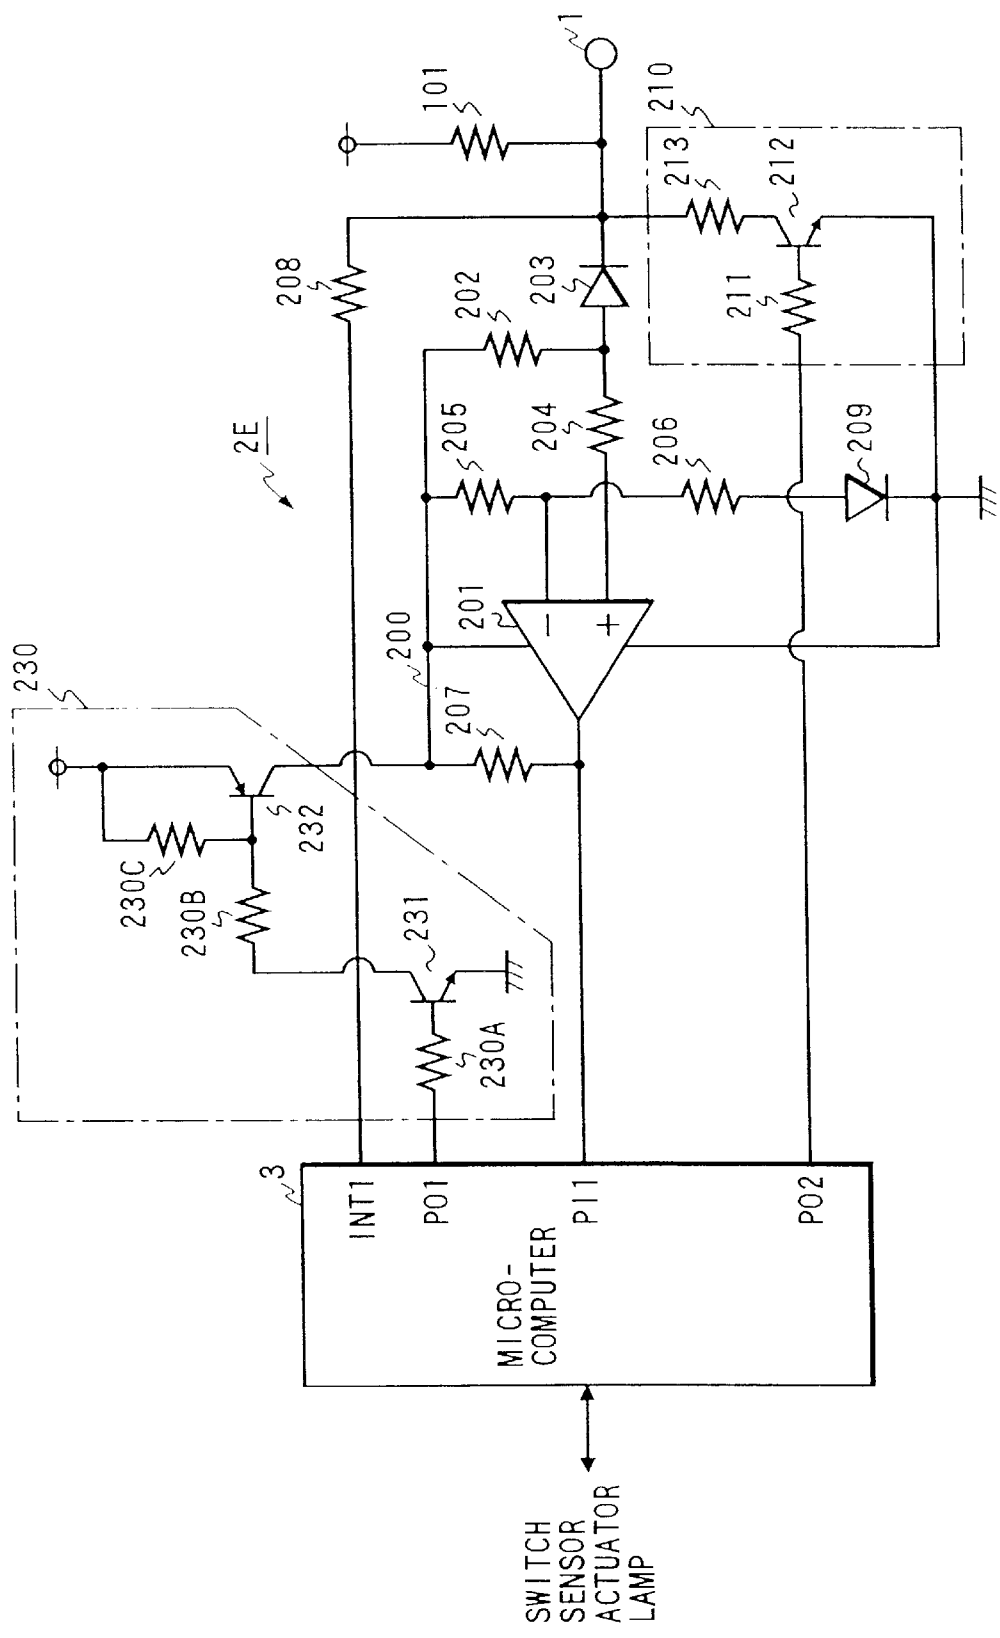 2E
230
230C
230B
232
231
230A
208
200
207
201
205
202
203
204
206
209
101
1
210
213
212
211
3
INT1
PO1
PI1
PO2
MICRO-
COMPUTER
SWITCH
SENSOR
ACTUATOR
LAMP